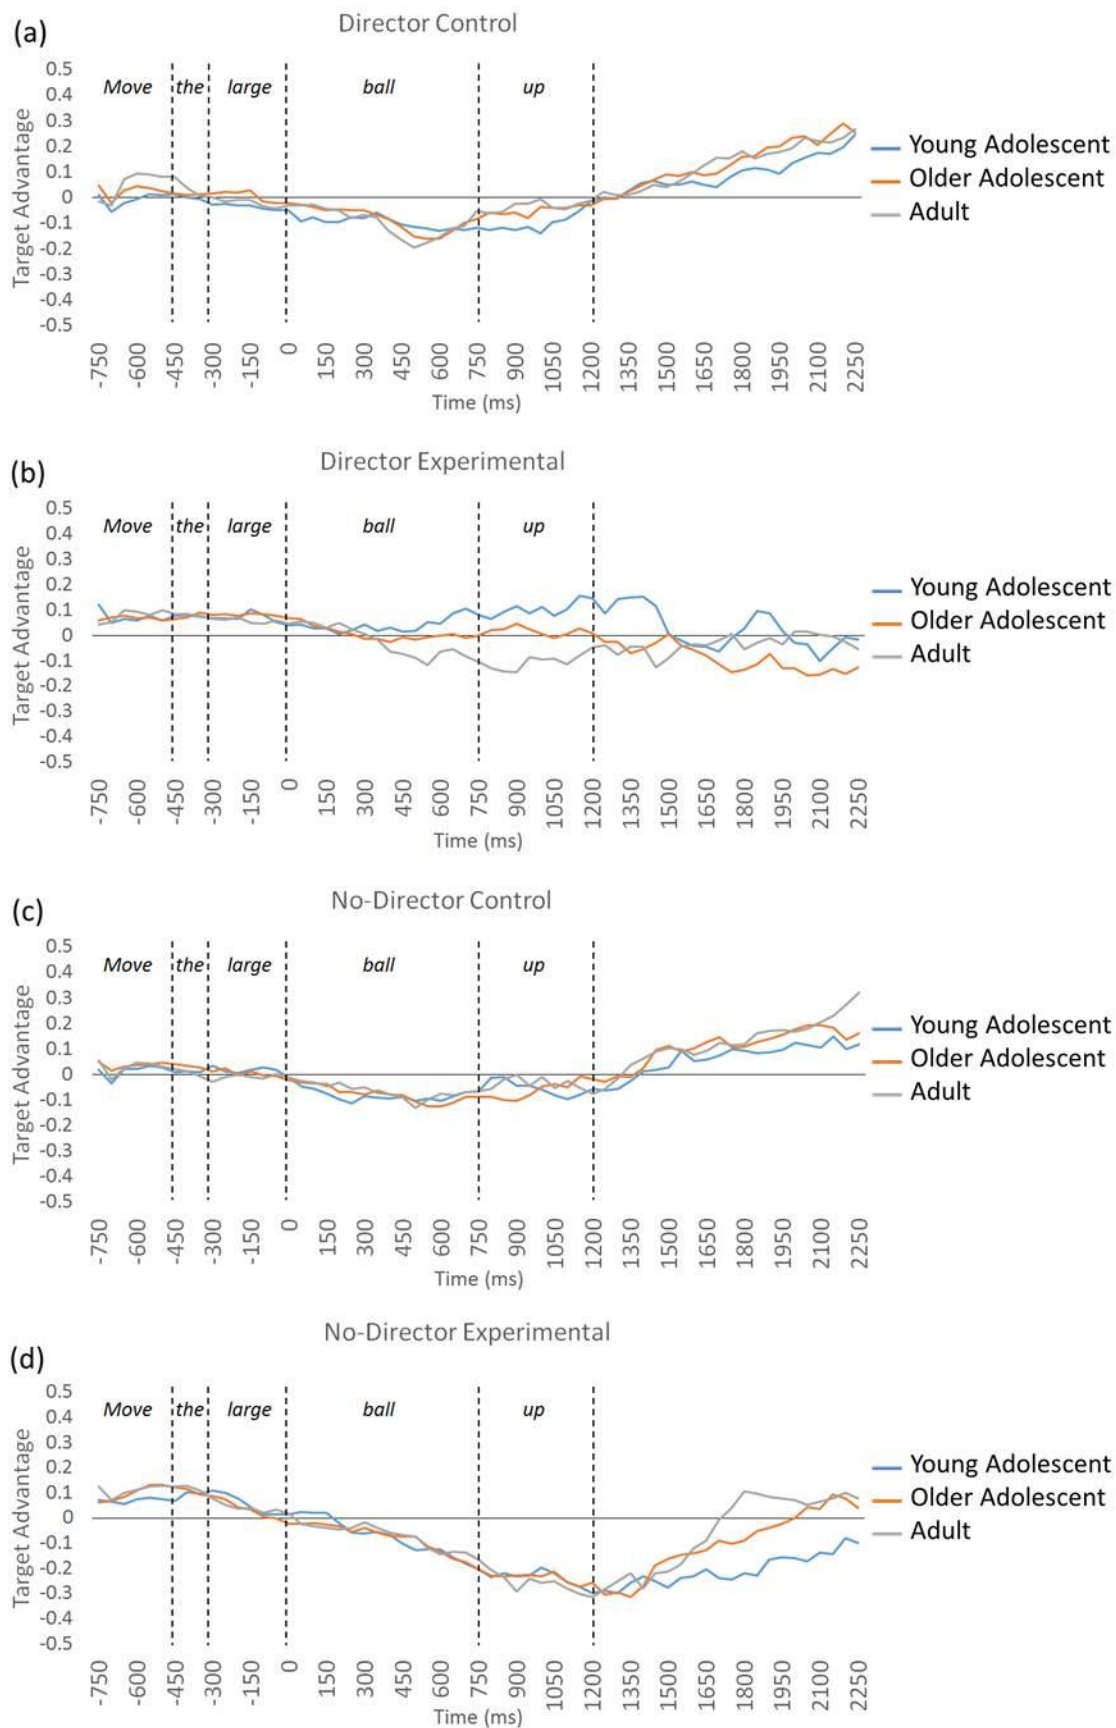 (a)
Director Control
Target Advantage
0.5
0.4
0.3
0.2
0.1
0
-0.1
-0.2
-0.3
-0.4
-0.5
Move the large ball up
Young Adolescent
Older Adolescent
Adult
-750 -600 -450 -300 -150 0 150 300 450 600 750 900 1050 1200 1350 1500 1650 1800 1950 2100 2250
Time (ms)
(b)
Director Experimental
Target Advantage
0.5
0.4
0.3
0.2
0.1
0
-0.1
-0.2
-0.3
-0.4
-0.5
Move the large ball up
Young Adolescent
Older Adolescent
Adult
-750 -600 -450 -300 -150 0 150 300 450 600 750 900 1050 1200 1350 1500 1650 1800 1950 2100 2250
Time (ms)
(c)
No-Director Control
Target Advantage
0.5
0.4
0.3
0.2
0.1
0
-0.1
-0.2
-0.3
-0.4
-0.5
Move the large ball up
Young Adolescent
Older Adolescent
Adult
-750 -600 -450 -300 -150 0 150 300 450 600 750 900 1050 1200 1350 1500 1650 1800 1950 2100 2250
Time (ms)
(d)
No-Director Experimental
Target Advantage
0.5
0.4
0.3
0.2
0.1
0
-0.1
-0.2
-0.3
-0.4
-0.5
Move the large ball up
Young Adolescent
Older Adolescent
Adult
-750 -600 -450 -300 -150 0 150 300 450 600 750 900 1050 1200 1350 1500 1650 1800 1950 2100 2250
Time (ms)